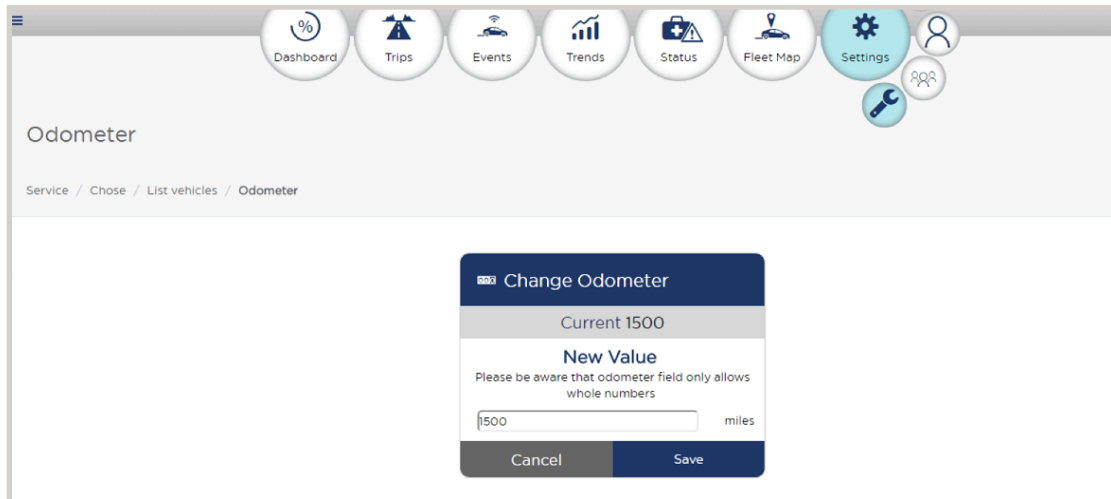 %
Dashboard
Trips
Events
Trends
Status
Fleet Map
Settings
Odometer
Service / Chose / List vehicles / Odometer
Change Odometer
Current 1500
New Value
Please be aware that odometer field only allows
whole numbers
1500 miles
Cancel Save